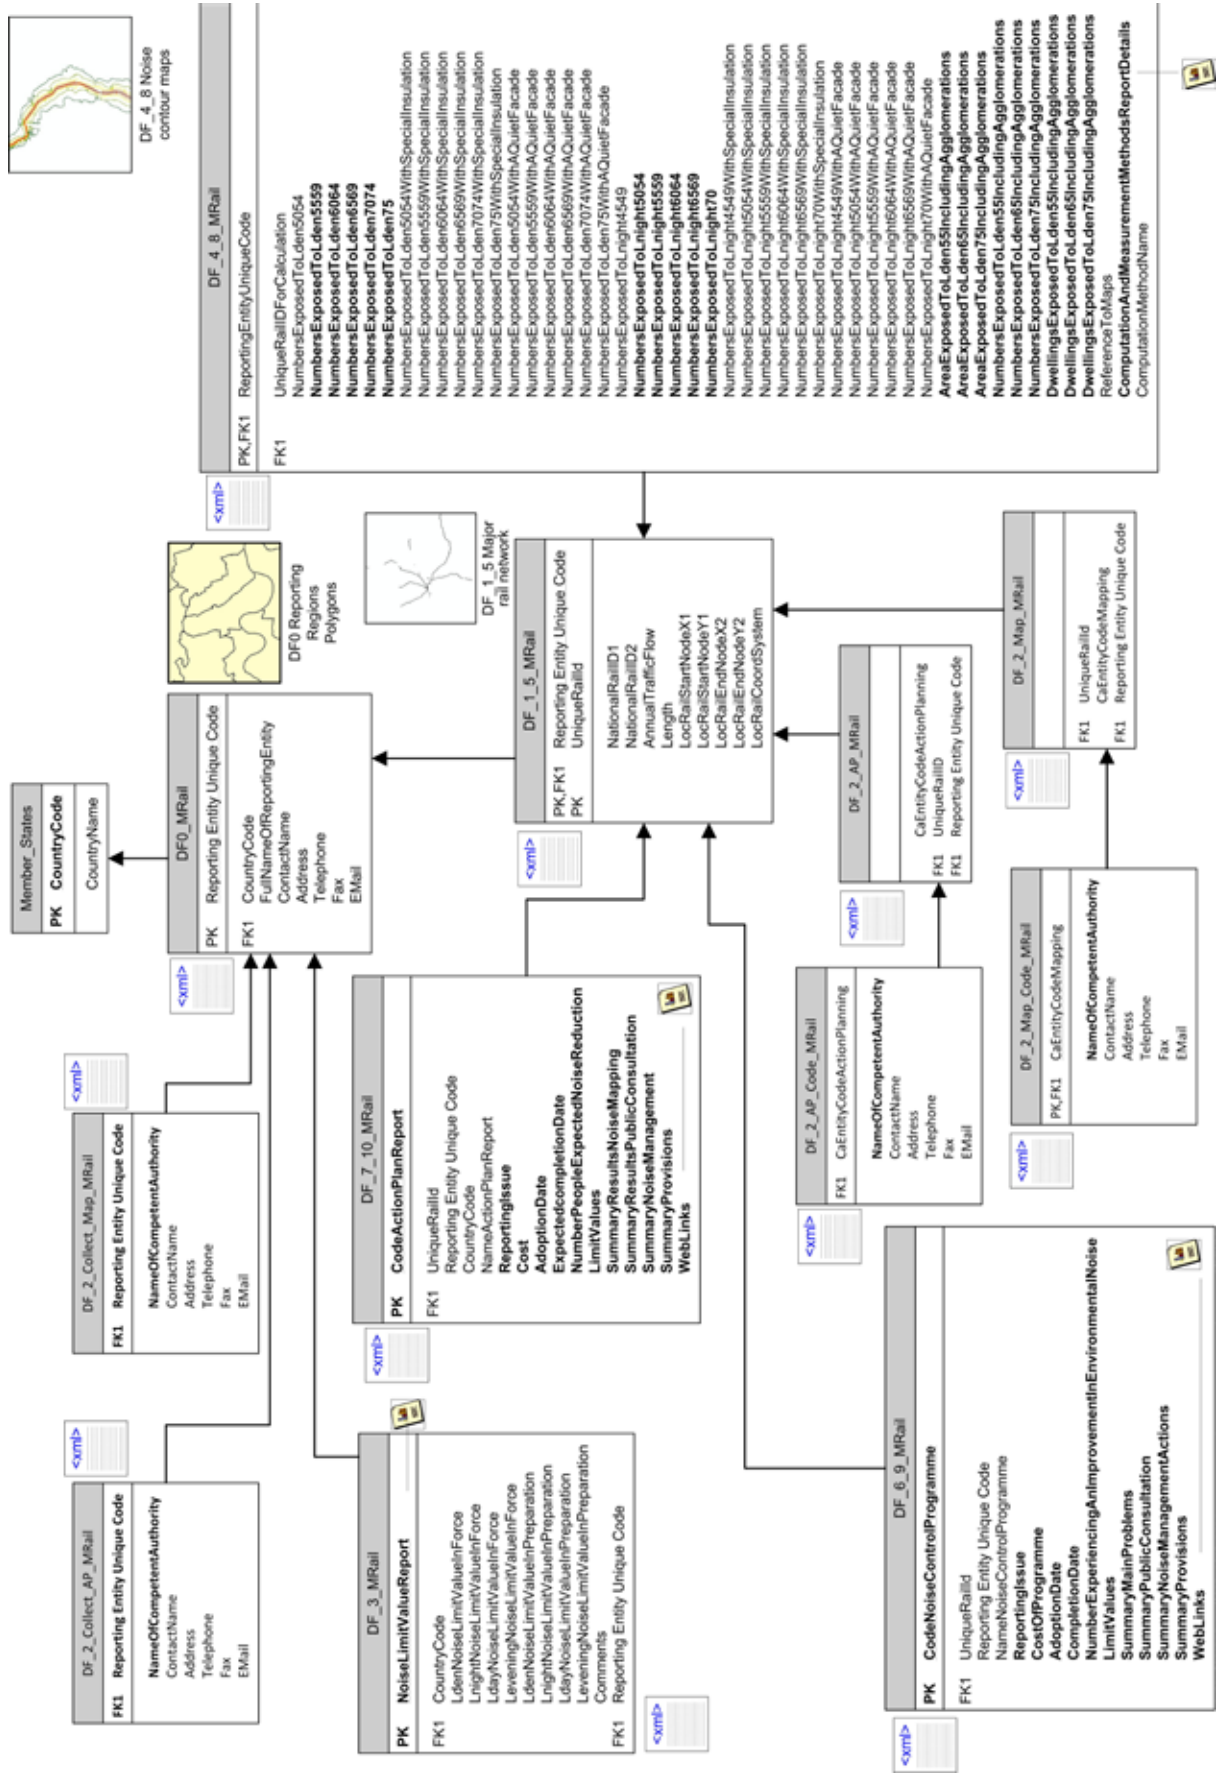 Member_States
PK CountryCode
CountryName
<xml>
DF0_MRail
PK Reporting Entity Unique Code
FK1 CountryCode
FullNameOfReportingEntity
ContactName
Address
Telephone
Fax
EMail
DF0 Reporting
Regions
Polygons
DF_4_8 Noise
contour maps
<xml>
DF_2_Collect_AP_MRail
FK1 Reporting Entity Unique Code
NameOfCompetentAuthority
ContactName
Address
Telephone
Fax
EMail
<xml>
DF_2_Collect_Map_MRail
FK1 Reporting Entity Unique Code
NameOfCompetentAuthority
ContactName
Address
Telephone
Fax
EMail
<xml>
DF_3_MRail
PK NoiseLimitValueReport
FK1 CountryCode
LdenNoiseLimitValueInForce
LnightNoiseLimitValueInForce
LdayNoiseLimitValueInForce
LeveningNoiseLimitValueInForce
LdenNoiseLimitValueInPreparation
LnightNoiseLimitValueInPreparation
LdayNoiseLimitValueInPreparation
LeveningNoiseLimitValueInPreparation
Comments
FK1 Reporting Entity Unique Code
<xml>
DF_7_10_MRail
PK CodeActionPlanReport
FK1 UniqueRailId
Reporting Entity Unique Code
CountryCode
NameActionPlanReport
ReportingIssue
Cost
AdoptionDate
ExpectedcompletionDate
NumberPeopleExpectedNoiseReduction
LimitValues
SummaryResultsNoiseMapping
SummaryResultsPublicConsultation
SummaryNoiseManagement
SummaryProvisions
WebLinks
<xml>
DF_1_5_MRail
PK,FK1 Reporting Entity Unique Code
PK UniqueRailId
NationalRailID1
NationalRailID2
AnnualTrafficFlow
Length
LocRailStartNodeX1
LocRailStartNodeY1
LocRailEndNodeX2
LocRailEndNodeY2
LocRailCoordSystem
DF_1_5 Major
rail network
<xml>
DF_4_8_MRail
PK,FK1 ReportingEntityUniqueCode
FK1 UniqueRailIDForCalculation
NumbersExposedToLden5054
NumbersExposedToLden5559
NumbersExposedToLden6064
NumbersExposedToLden6569
NumbersExposedToLden7074
NumbersExposedToLden75
NumbersExposedToLden5054WithSpecialInsulation
NumbersExposedToLden5559WithSpecialInsulation
NumbersExposedToLden6064WithSpecialInsulation
NumbersExposedToLden6569WithSpecialInsulation
NumbersExposedToLden7074WithSpecialInsulation
NumbersExposedToLden75WithSpecialInsulation
NumbersExposedToLden5054WithAQuietFacade
NumbersExposedToLden5559WithAQuietFacade
NumbersExposedToLden6064WithAQuietFacade
NumbersExposedToLden6569WithAQuietFacade
NumbersExposedToLden7074WithAQuietFacade
NumbersExposedToLden75WithAQuietFacade
NumbersExposedToLnight4549
NumbersExposedToLnight5054
NumbersExposedToLnight5559
NumbersExposedToLnight6064
NumbersExposedToLnight6569
NumbersExposedToLnight70
NumbersExposedToLnight4549WithSpecialInsulation
NumbersExposedToLnight5054WithSpecialInsulation
NumbersExposedToLnight5559WithSpecialInsulation
NumbersExposedToLnight6064WithSpecialInsulation
NumbersExposedToLnight6569WithSpecialInsulation
NumbersExposedToLnight70WithSpecialInsulation
NumbersExposedToLnight4549WithAQuietFacade
NumbersExposedToLnight5054WithAQuietFacade
NumbersExposedToLnight5559WithAQuietFacade
NumbersExposedToLnight6064WithAQuietFacade
NumbersExposedToLnight6569WithAQuietFacade
NumbersExposedToLnight70WithAQuietFacade
AreaExposedToLden55IncludingAgglomerations
AreaExposedToLden65IncludingAgglomerations
AreaExposedToLden75IncludingAgglomerations
NumbersExposedToLden55IncludingAgglomerations
NumbersExposedToLden65IncludingAgglomerations
NumbersExposedToLden75IncludingAgglomerations
DwellingsExposedToLden55IncludingAgglomerations
DwellingsExposedToLden65IncludingAgglomerations
DwellingsExposedToLden75IncludingAgglomerations
ReferenceToMaps
ComputationAndMeasurementMethodsReportDetails
ComputationMethodName
<xml>
DF_6_9_MRail
PK CodeNoiseControlProgramme
FK1 UniqueRailId
Reporting Entity Unique Code
NameNoiseControlProgramme
ReportingIssue
CostOfProgramme
AdoptionDate
CompletionDate
NumberExperiencingAnImprovementInEnvironmentalNoise
LimitValues
SummaryMainProblems
SummaryPublicConsultation
SummaryNoiseManagementActions
SummaryProvisions
WebLinks
<xml>
DF_2_AP_Code_MRail
FK1 CaEntityCodeActionPlanning
NameOfCompetentAuthority
ContactName
Address
Telephone
Fax
EMail
<xml>
DF_2_AP_MRail
CaEntityCodeActionPlanning
FK1 UniqueRailID
FK1 Reporting Entity Unique Code
<xml>
DF_2_Map_Code_MRail
PK,FK1 CaEntityCodeMapping
NameOfCompetentAuthority
ContactName
Address
Telephone
Fax
EMail
<xml>
DF_2_Map_MRail
FK1 UniqueRailId
CaEntityCodeMapping
FK1 Reporting Entity Unique Code